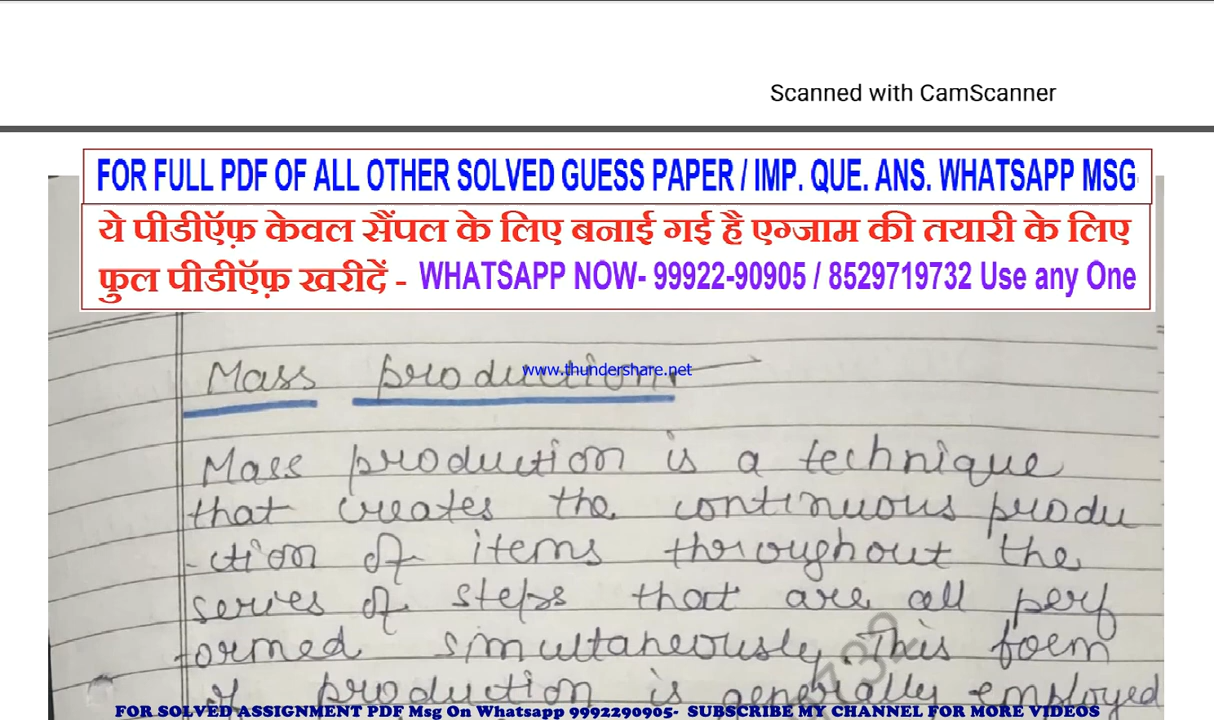 Scanned with CamScanner
FOR FULL PDF OF ALL OTHER SOLVED GUESS PAPER / IMP. QUE. ANS. WHATSAPP MSG
ये पीडीऍफ़ केवल सैंपल के लिए बनाई गई है एग्जाम की तयारी के लिए
फुल पीडीऍफ़ खरीदें - WHATSAPP NOW- 99922-90905 / 8529719732 Use any One
Mass production
www.thundershare.net
Mass production is a technique
that creates the continuous produ
-ction of items throughout the
series of steps that are all perf
ormed simultaneously. This form
of production is generally employed
FOR SOLVED ASSIGNMENT PDF Msg On Whatsapp 9992290905- SUBSCRIBE MY CHANNEL FOR MORE VIDEOS